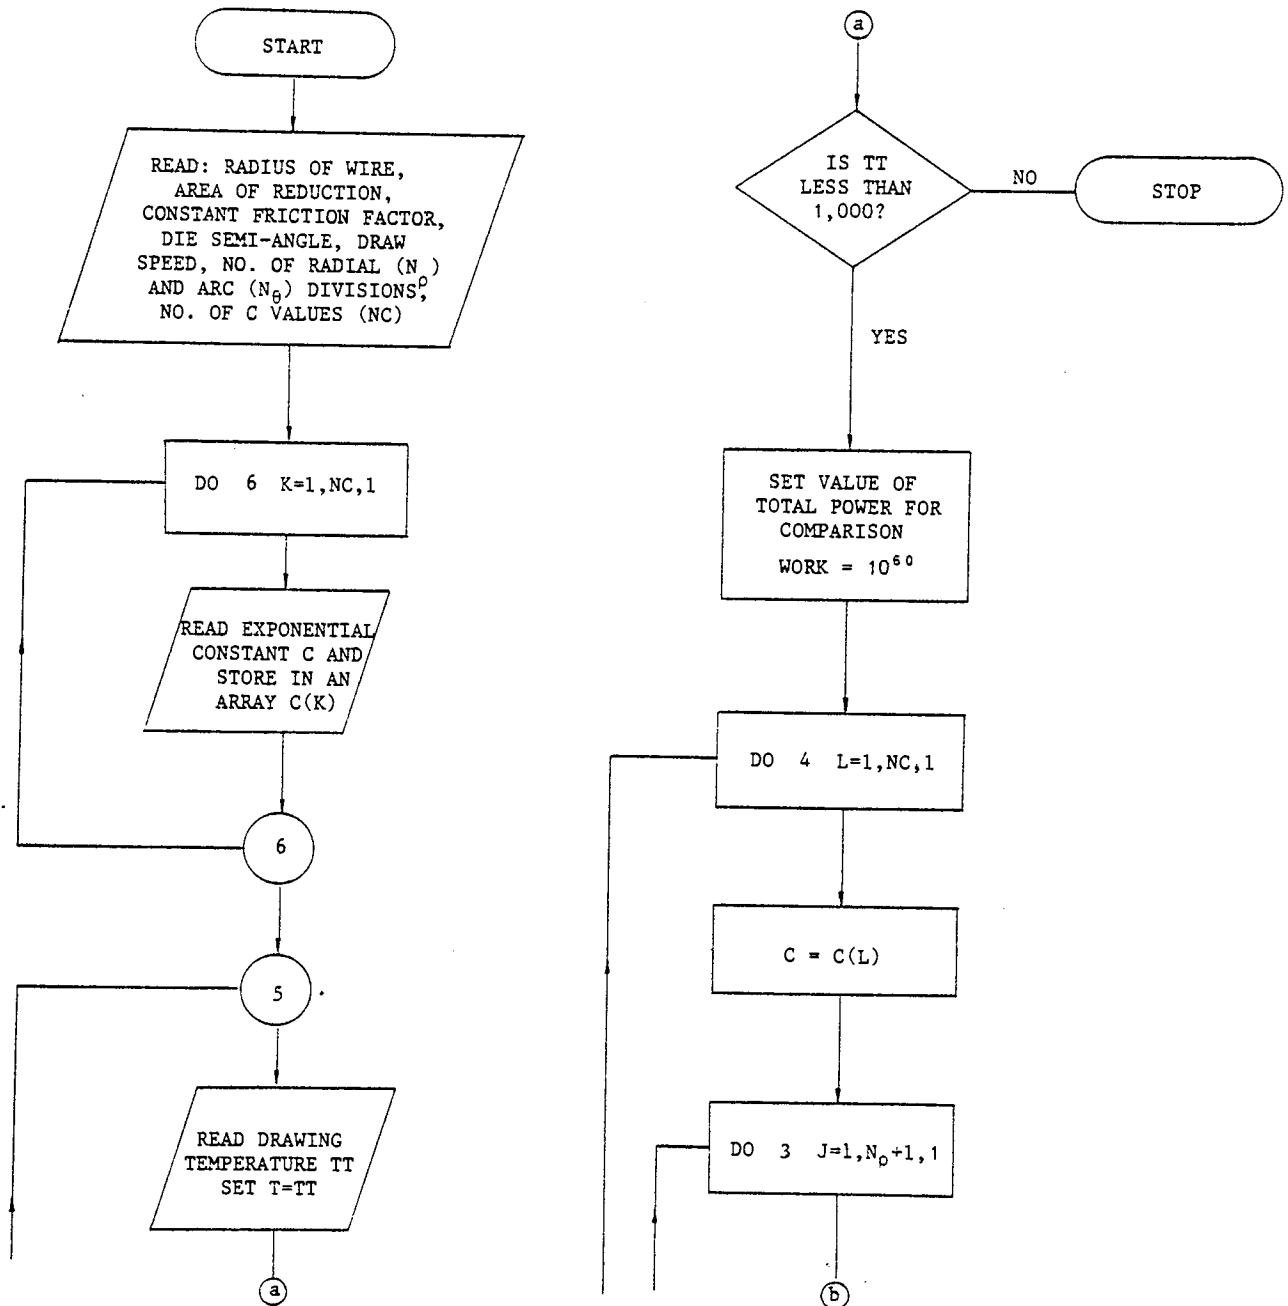 START
READ: RADIUS OF WIRE,
AREA OF REDUCTION,
CONSTANT FRICTION FACTOR,
DIE SEMI-ANGLE, DRAW
SPEED, NO. OF RADIAL (Nρ)
AND ARC (Nθ) DIVISIONS,
NO. OF C VALUES (NC)
DO 6 K=1,NC,1
READ EXPONENTIAL
CONSTANT C AND
STORE IN AN
ARRAY C(K)
6
5
READ DRAWING
TEMPERATURE TT
SET T=TT
a
a
IS TT
LESS THAN
1,000?
NO
STOP
YES
SET VALUE OF
TOTAL POWER FOR
COMPARISON
WORK = 10⁶⁰
DO 4 L=1,NC,1
C = C(L)
DO 3 J=1,Nρ+1,1
b